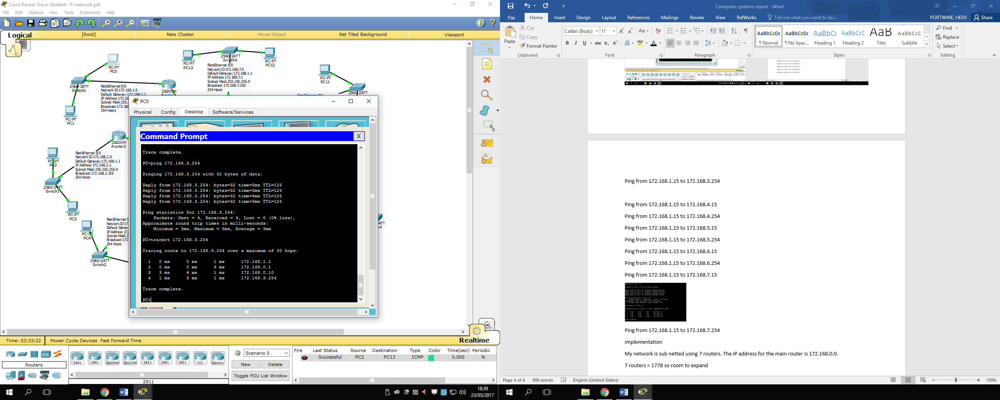 Cisco Packet Tracer Student - F:\network.pkt
File Edit Options View Tools Extensions Help
Logical
[Root]
New Cluster
Move Object
Set Tiled Background
Viewport
PC-PT
PC0
2960-24TT
Switch0
PC-PT
PC1
2620XM
PC-PT
PC13
2960-24TT
Switch6
PC-PT
PC12
PC-PT
PC11
2960-24TT
FastEthernet 0/0
Network ID 172.168.7.0
Default Gateway 172.168.1.1
IP Address 172.168.7.1
Subnet Mask 255.255.255.0
Broadcast 172.168.7.255
254 Hosts
FastEthernet 0/0
Network ID 172.168.1.0
Default Gateway 172.168.1.1
IP Address 172.16
Subnet Mask 255.2
Broadcast 172.168
254 Hosts
2620XM
Router2
FastEthernet 0/0
Network ID 172.168.2.0
Default Gateway 172.168.1.1
IP Address 172.168.2.1
Subnet Mask 255.255.255.0
Broadcast 172.168.2.255
254 Hosts
PC-PT
PC2
2960-24TT
Switch1
PC-PT
PC3
PC-PT
PC4
2960-24TT
Switch2
FastEthernet 0
Network ID 17
Default Gatew
IP Address 17
Subnet Mask 2
Broadcast 172
254 Hosts
PC0
Physical Config Desktop Software/Services
Command Prompt X
Trace complete.
PC>ping 172.168.3.254
Pinging 172.168.3.254 with 32 bytes of data:
Reply from 172.168.3.254: bytes=32 time=5ms TTL=125
Reply from 172.168.3.254: bytes=32 time=3ms TTL=125
Reply from 172.168.3.254: bytes=32 time=4ms TTL=125
Reply from 172.168.3.254: bytes=32 time=3ms TTL=125
Ping statistics for 172.168.3.254:
Packets: Sent = 4, Received = 4, Lost = 0 (0% loss),
Approximate round trip times in milli-seconds:
Minimum = 3ms, Maximum = 5ms, Average = 3ms
PC>tracert 172.168.3.254
Tracing route to 172.168.3.254 over a maximum of 30 hops:
1 0 ms 0 ms 1 ms 172.168.1.1
2 0 ms 0 ms 3 ms 172.168.0.1
3 3 ms 4 ms 1 ms 172.168.0.10
4 1 ms 3 ms 1 ms 172.168.3.254
Trace complete.
PC>
Time: 03:33:22 Power Cycle Devices Fast Forward Time
Realtime
Routers
1841 1941 2620XM 2621XM 2811 2901 2911 819 Generic
2911
Scenario 0
New Delete
Toggle PDU List Window
Fire Last Status Source Destination Type Color Time(sec) Periodic
Successful PC2 PC13 ICMP 0.000 N
18:39
23/05/2017
Computer systems report - Word
File Home Insert Design Layout References Mailings Review View RefWorks Tell me what you want to do...
PORTWINE, HEIDI
Share
Paste
Cut
Copy
Format Painter
Clipboard
Calibri (Body) 11
Font
Paragraph
AaBbCcDc AaBbCcDc AaBbC( AaBbCcD AaB AaBbCcD
¶ Normal ¶ No Spac... Heading 1 Heading 2 Title Subtitle
Styles
Find
Replace
Select
Editing
Ping from 172.168.1.15 to 172.168.3.254
Ping from 172.168.1.15 to 172.168.4.15
Ping from 172.168.1.15 to 172.168.4.254
Ping from 172.168.1.15 to 172.168.5.15
Ping from 172.168.1.15 to 172.168.5.254
Ping from 172.168.1.15 to 172.168.6.15
Ping from 172.168.1.15 to 172.168.6.254
Ping from 172.168.1.15 to 172.168.7.15
Ping from 172.168.1.15 to 172.168.7.254
Implementation
My network is sub netted using 7 routers. The IP address for the main router is 172.168.0.0.
7 routers = 1778 so room to expand
Page 4 of 6 900 words English (United States) 100%